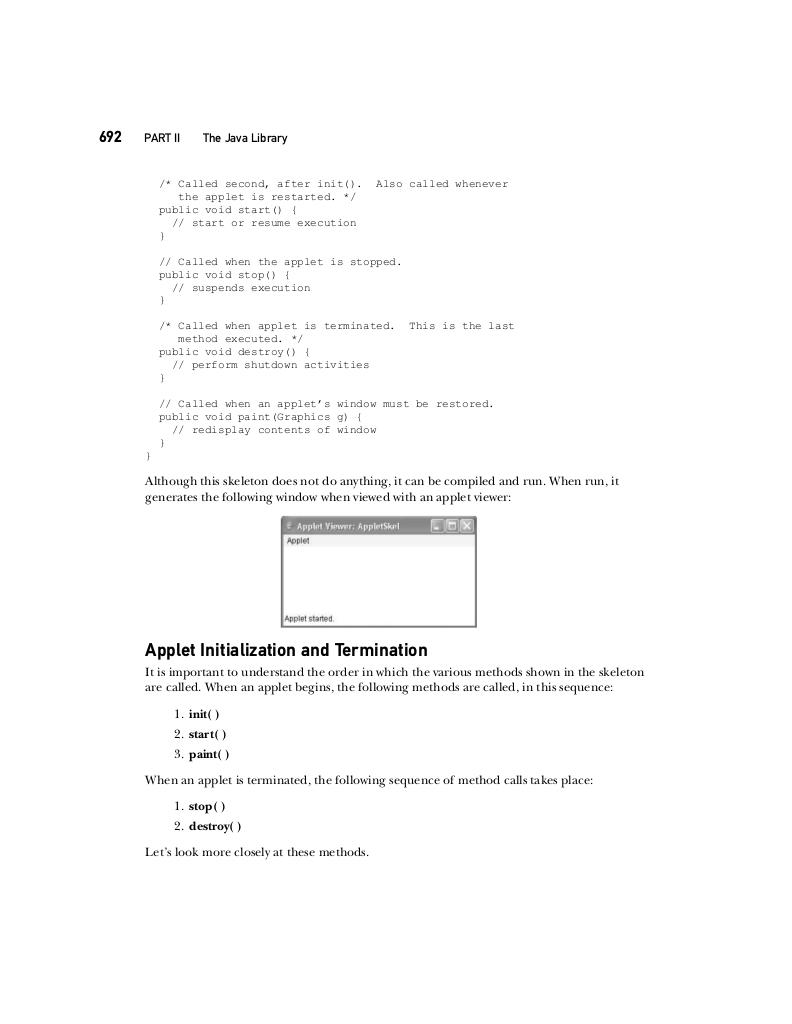 692 PART II The Java Library
/* Called second, after init(). Also called whenever
the applet is restarted. */
public void start() {
// start or resume execution
}
// Called when the applet is stopped.
public void stop() {
// suspends execution
}
/* Called when applet is terminated. This is the last
method executed. */
public void destroy() {
// perform shutdown activities
}
// Called when an applet’s window must be restored.
public void paint(Graphics g) {
// redisplay contents of window
}
}
Although this skeleton does not do anything, it can be compiled and run. When run, it
generates the following window when viewed with an applet viewer:
Applet Viewer: AppletSkel
Applet
Applet started.
Applet Initialization and Termination
It is important to understand the order in which the various methods shown in the skeleton
are called. When an applet begins, the following methods are called, in this sequence:
1. init( )
2. start( )
3. paint( )
When an applet is terminated, the following sequence of method calls takes place:
1. stop( )
2. destroy( )
Let’s look more closely at these methods.